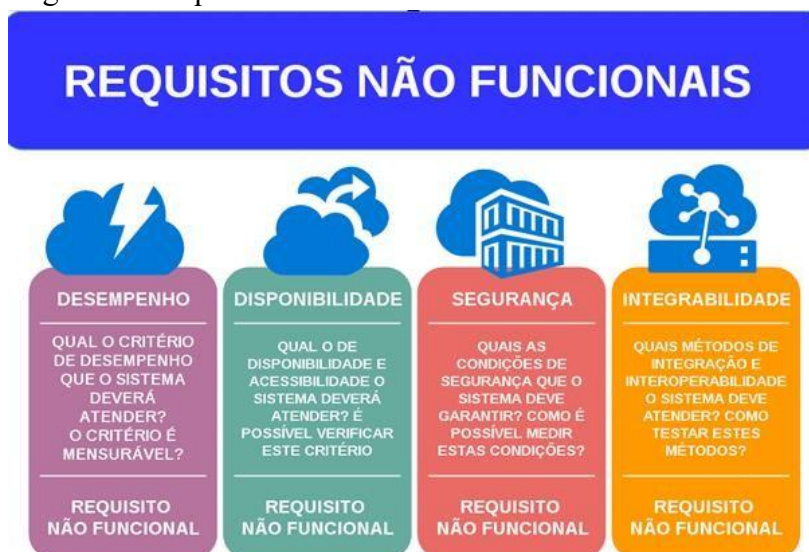 REQUISITOS NÃO FUNCIONAIS
DESEMPENHO
QUAL O CRITÉRIO
DE DESEMPENHO
QUE O SISTEMA
DEVERÁ
ATENDER?
O CRITÉRIO É
MENSURÁVEL?
REQUISITO
NÃO FUNCIONAL
DISPONIBILIDADE
QUAL O DE
DISPONIBILIDADE E
ACESSIBILIDADE O
SISTEMA DEVERÁ
ATENDER? É
POSSÍVEL VERIFICAR
ESTE CRITÉRIO
REQUISITO
NÃO FUNCIONAL
SEGURANÇA
QUAIS AS
CONDIÇÕES DE
SEGURANÇA QUE O
SISTEMA DEVE
GARANTIR? COMO É
POSSÍVEL MEDIR
ESTAS CONDIÇÕES?
REQUISITO
NÃO FUNCIONAL
INTEGRABILIDADE
QUAIS MÉTODOS DE
INTEGRAÇÃO E
INTEROPERABILIDADE
O SISTEMA DEVE
ATENDER? COMO
TESTAR ESTES
MÉTODOS?
REQUISITO
NÃO FUNCIONAL